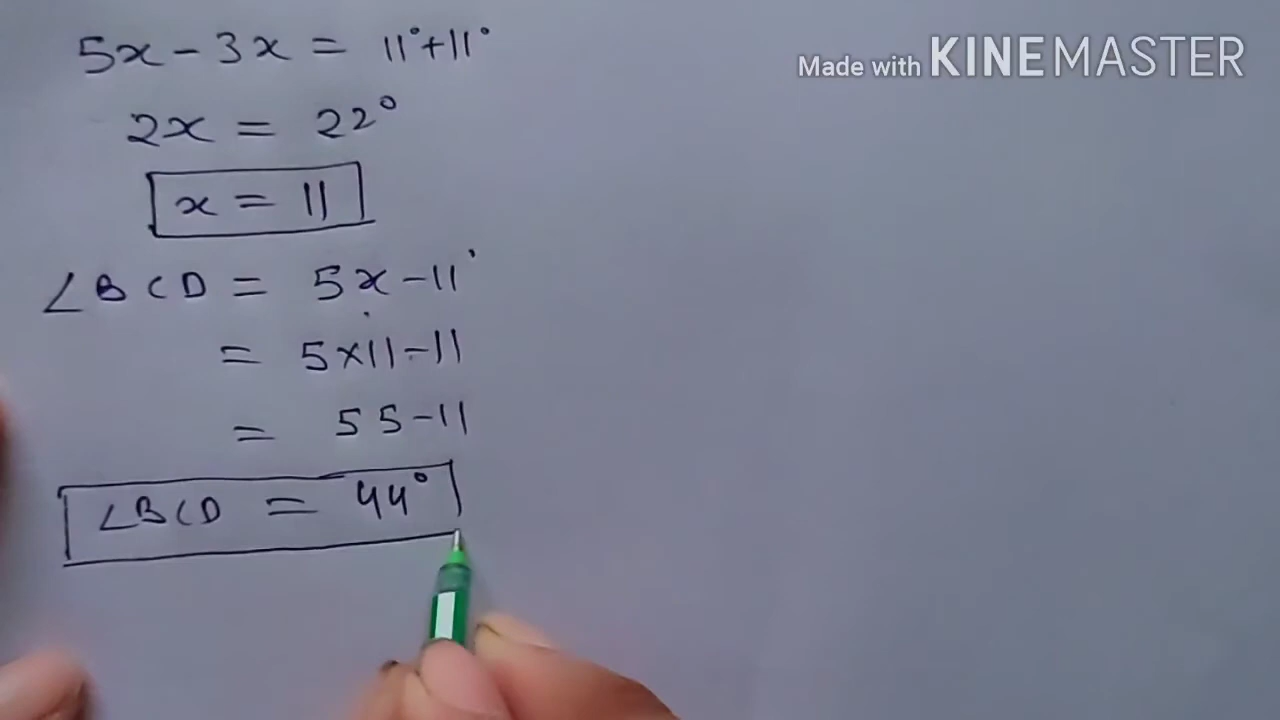 5x - 3x = 11° + 11°
Made with KINEMASTER
2x = 22°
x = 11
∠BCD = 5x - 11°
= 5×11 - 11
= 55 - 11
∠BCD = 44°